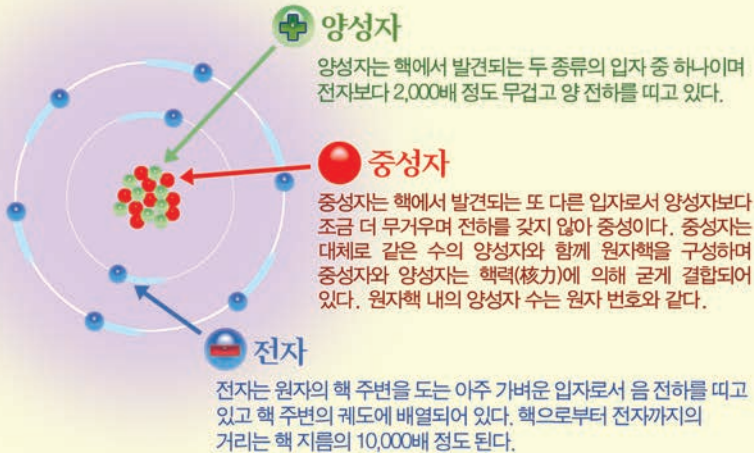 양성자
양성자는 핵에서 발견되는 두 종류의 입자 중 하나이며
전자보다 2,000배 정도 무겁고 양 전하를 띠고 있다.
중성자
중성자는 핵에서 발견되는 또 다른 입자로서 양성자보다
조금 더 무거우며 전하를 갖지 않아 중성이다. 중성자는
대체로 같은 수의 양성자와 함께 원자핵을 구성하며
중성자와 양성자는 핵력(核力)에 의해 굳게 결합되어
있다. 원자핵 내의 양성자 수는 원자 번호와 같다.
전자
전자는 원자의 핵 주변을 도는 아주 가벼운 입자로서 음 전하를 띠고
있고 핵 주변의 궤도에 배열되어 있다. 핵으로부터 전자까지의
거리는 핵 지름의 10,000배 정도 된다.